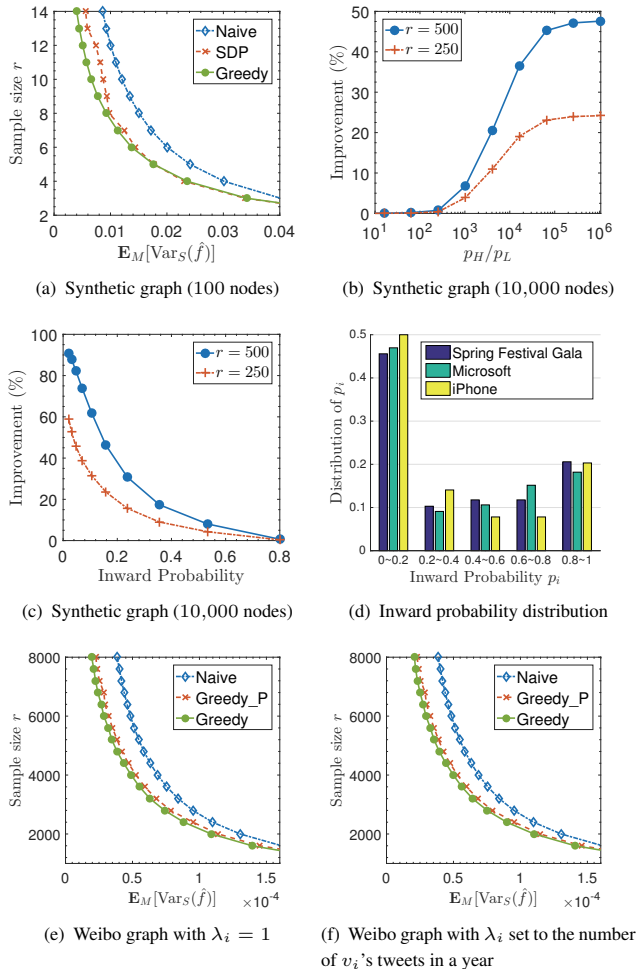 14
12
10
8
6
4
2
Sample size r
Naive
SDP
Greedy
0 0.01 0.02 0.03 0.04
E_M[Var_S(f̂)]
(a) Synthetic graph (100 nodes)
50
40
30
20
10
0
Improvement (%)
r = 500
r = 250
10^1 10^2 10^3 10^4 10^5 10^6
p_H/p_L
(b) Synthetic graph (10,000 nodes)
100
80
60
40
20
0
Improvement (%)
r = 500
r = 250
0 0.2 0.4 0.6 0.8
Inward Probability
(c) Synthetic graph (10,000 nodes)
0.5
0.4
0.3
0.2
0.1
0
Distribution of p_i
Spring Festival Gala
Microsoft
iPhone
0~0.2 0.2~0.4 0.4~0.6 0.6~0.8 0.8~1
Inward Probability p_i
(d) Inward probability distribution
8000
6000
4000
2000
Sample size r
Naive
Greedy_P
Greedy
0 0.5 1 1.5
×10^-4
E_M[Var_S(f̂)]
(e) Weibo graph with λ_i = 1
8000
6000
4000
2000
Sample size r
Naive
Greedy_P
Greedy
0 0.5 1 1.5
×10^-4
E_M[Var_S(f̂)]
(f) Weibo graph with λ_i set to the number
of v_i's tweets in a year